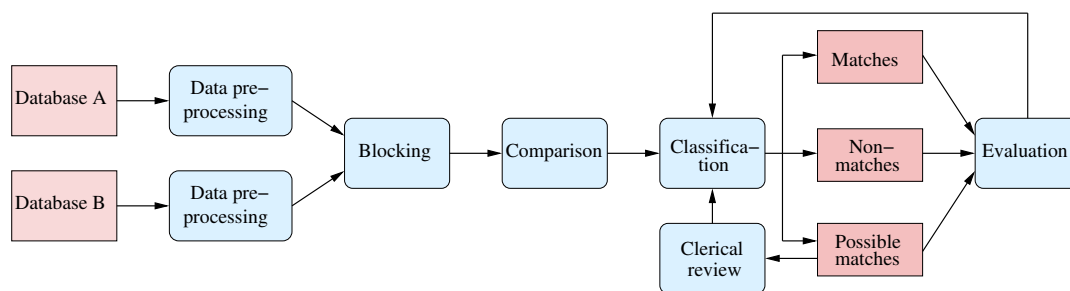 Database A
Data pre–
processing
Database B
Data pre–
processing
Blocking
Comparison
Classifica–
tion
Clerical
review
Matches
Non–
matches
Possible
matches
Evaluation